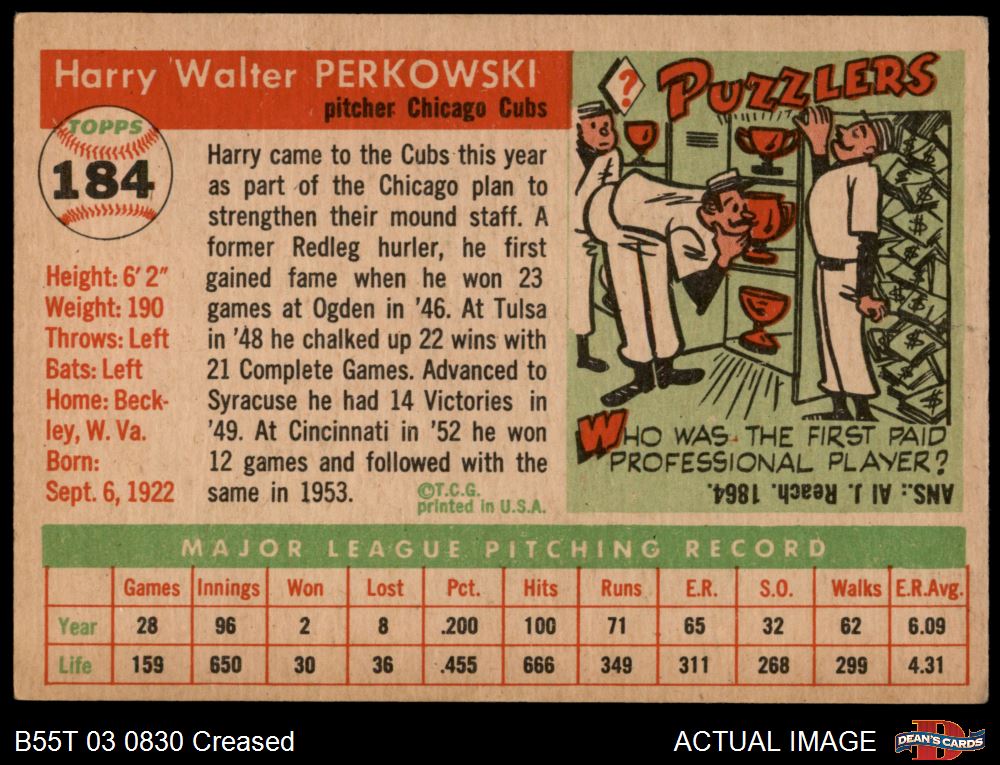 Harry Walter PERKOWSKI
pitcher Chicago Cubs
TOPPS
184
Height: 6' 2"
Weight: 190
Throws: Left
Bats: Left
Home: Beck-
ley, W. Va.
Born:
Sept. 6, 1922
Harry came to the Cubs this year
as part of the Chicago plan to
strengthen their mound staff. A
former Redleg hurler, he first
gained fame when he won 23
games at Ogden in '46. At Tulsa
in '48 he chalked up 22 wins with
21 Complete Games. Advanced to
Syracuse he had 14 Victories in
'49. At Cincinnati in '52 he won
12 games and followed with the
same in 1953.
©T.C.G.
printed in U.S.A.
? PUZZLERS
WHO WAS THE FIRST PAID
PROFESSIONAL PLAYER?
ANS.: Al J. Reach. 1864.
MAJOR LEAGUE PITCHING RECORD
Games Innings Won Lost Pct. Hits Runs E.R. S.O. Walks E.R.Avg.
Year 28 96 2 8 .200 100 71 65 32 62 6.09
Life 159 650 30 36 .455 666 349 311 268 299 4.31
B55T 03 0830 Creased
ACTUAL IMAGE
DEAN'S CARDS